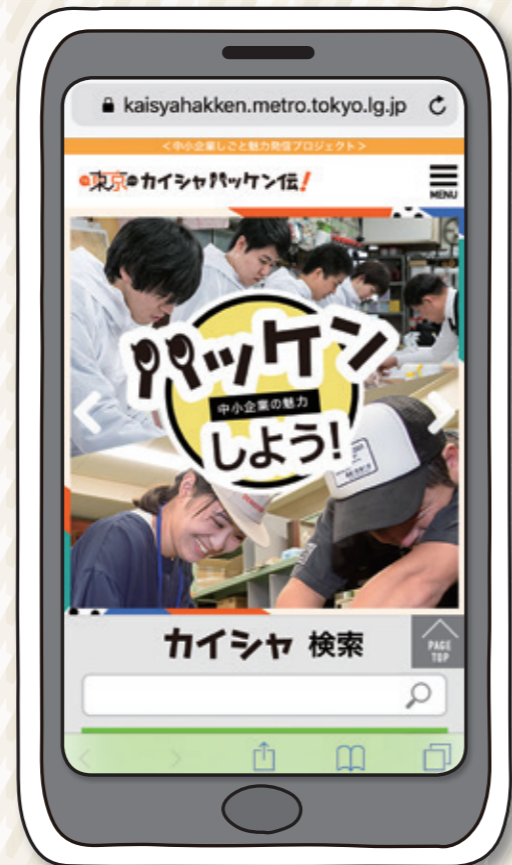 kaisyahakken.metro.tokyo.lg.jp
＜中小企業しごと魅力発信プロジェクト＞
東京カイシャハッケン伝!
MENU
ハッケン
中小企業の魅力
しよう!
カイシャ 検索
PAGE
TOP